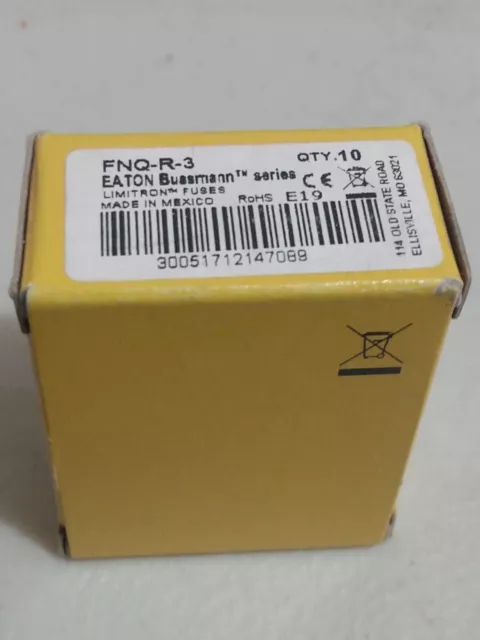 FNQ-R-3 QTY.10
EATON Bussmann™ series CE
LIMITRON™ FUSES
MADE IN MEXICO RoHS E19
30051712147089
114 OLD STATE ROAD
ELLISVILLE, MO 63021